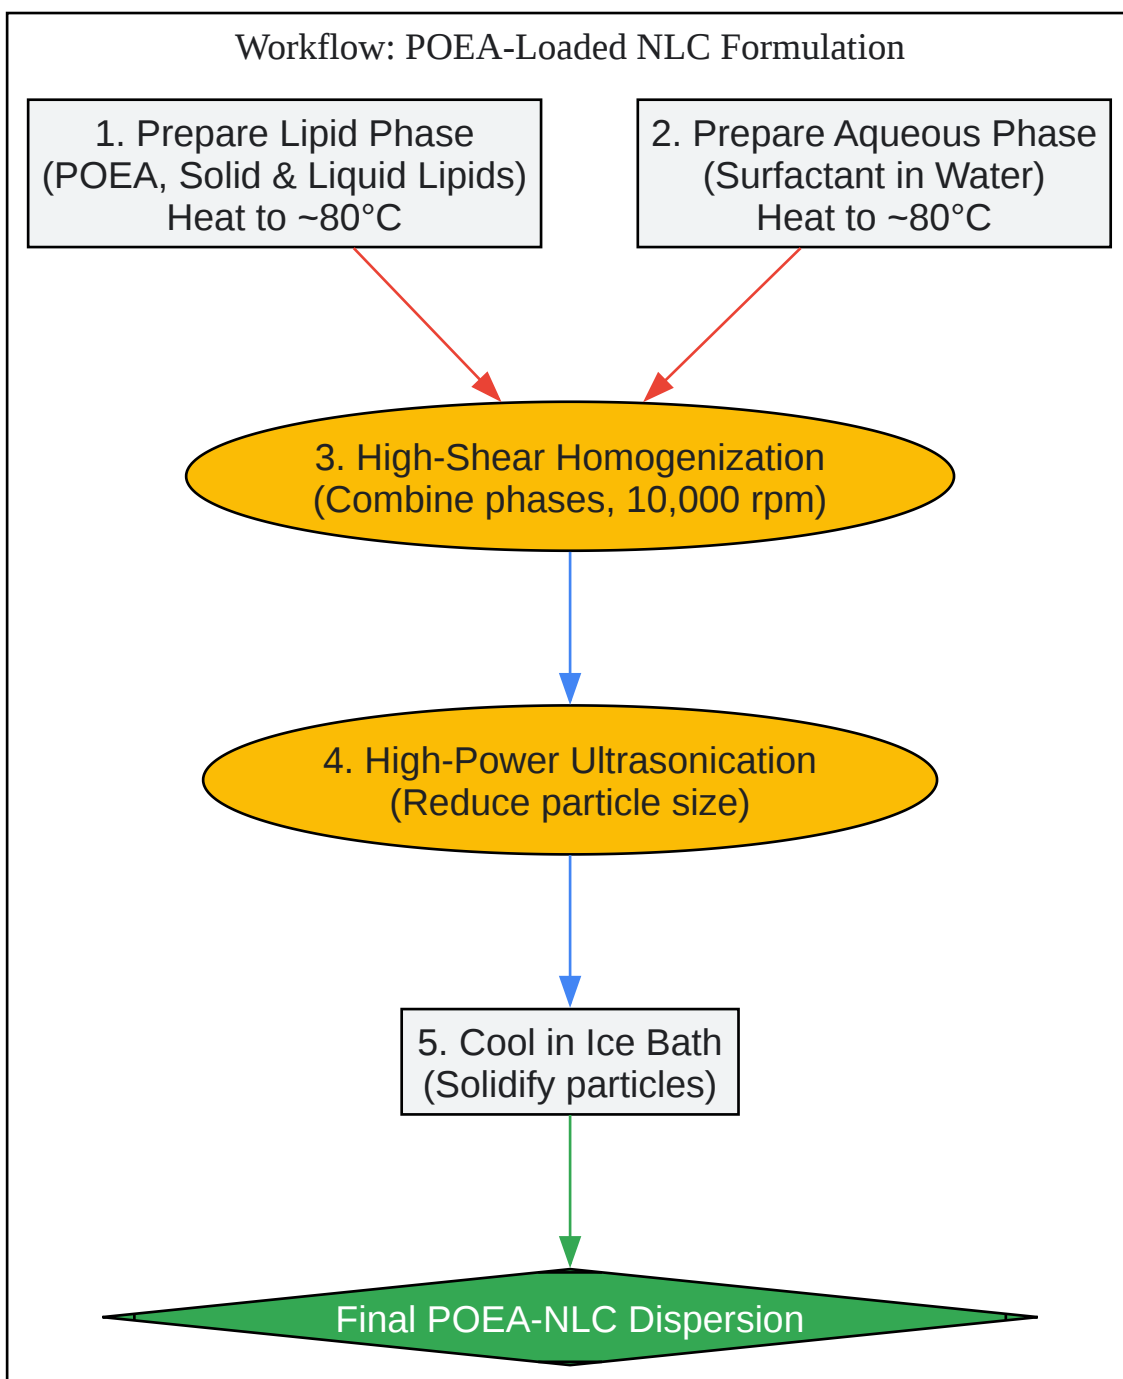 Workflow: POEA-Loaded NLC Formulation
1. Prepare Lipid Phase
(POEA, Solid & Liquid Lipids)
Heat to ~80°C
2. Prepare Aqueous Phase
(Surfactant in Water)
Heat to ~80°C
3. High-Shear Homogenization
(Combine phases, 10,000 rpm)
4. High-Power Ultrasonication
(Reduce particle size)
5. Cool in Ice Bath
(Solidify particles)
Final POEA-NLC Dispersion